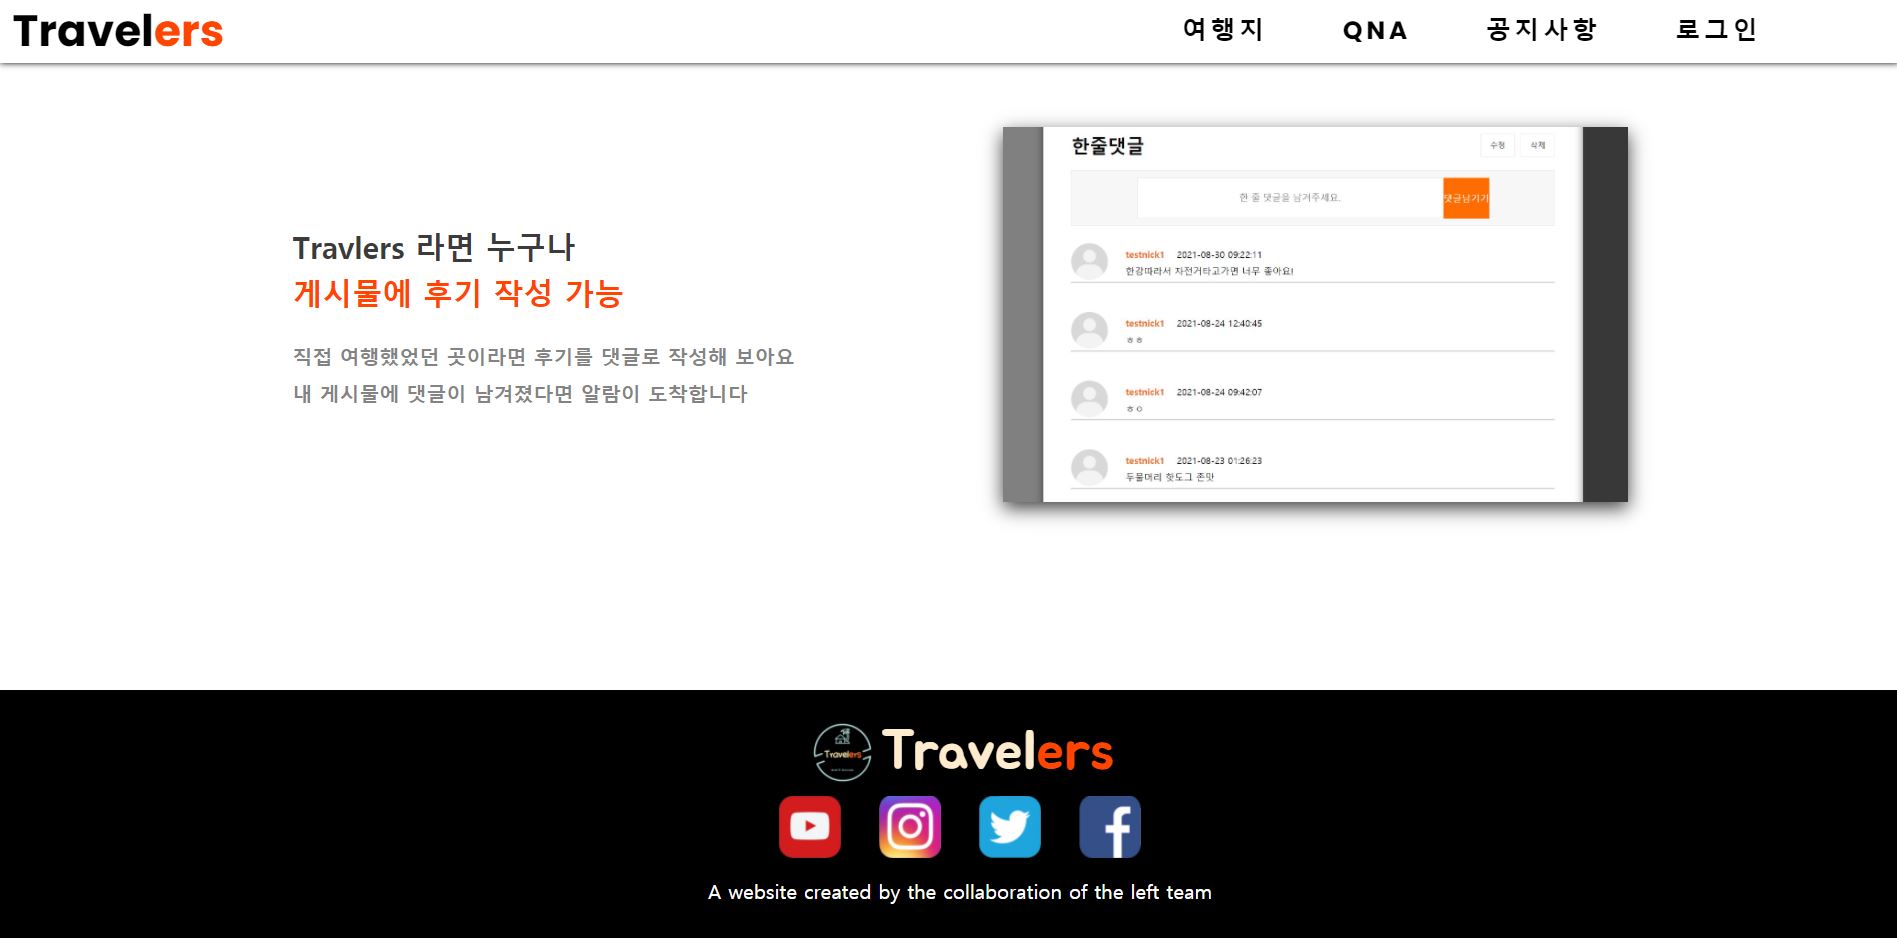 Travelers
여행지 QNA 공지사항 로그인
Travlers 라면 누구나
게시물에 후기 작성 가능
직접 여행했었던 곳이라면 후기를 댓글로 작성해 보아요
내 게시물에 댓글이 남겨졌다면 알람이 도착합니다
한줄댓글
수정 삭제
한 줄 댓글을 남겨주세요.
댓글남기기
testnick1 2021-08-30 09:22:11
한강따라서 자전거타고가면 너무 좋아요!
testnick1 2021-08-24 12:40:45
ㅎㅎ
testnick1 2021-08-24 09:42:07
ㅎㅇ
testnick1 2021-08-23 01:26:23
두물머리 핫도그 존맛
Travelers
Travelers
A website created by the collaboration of the left team